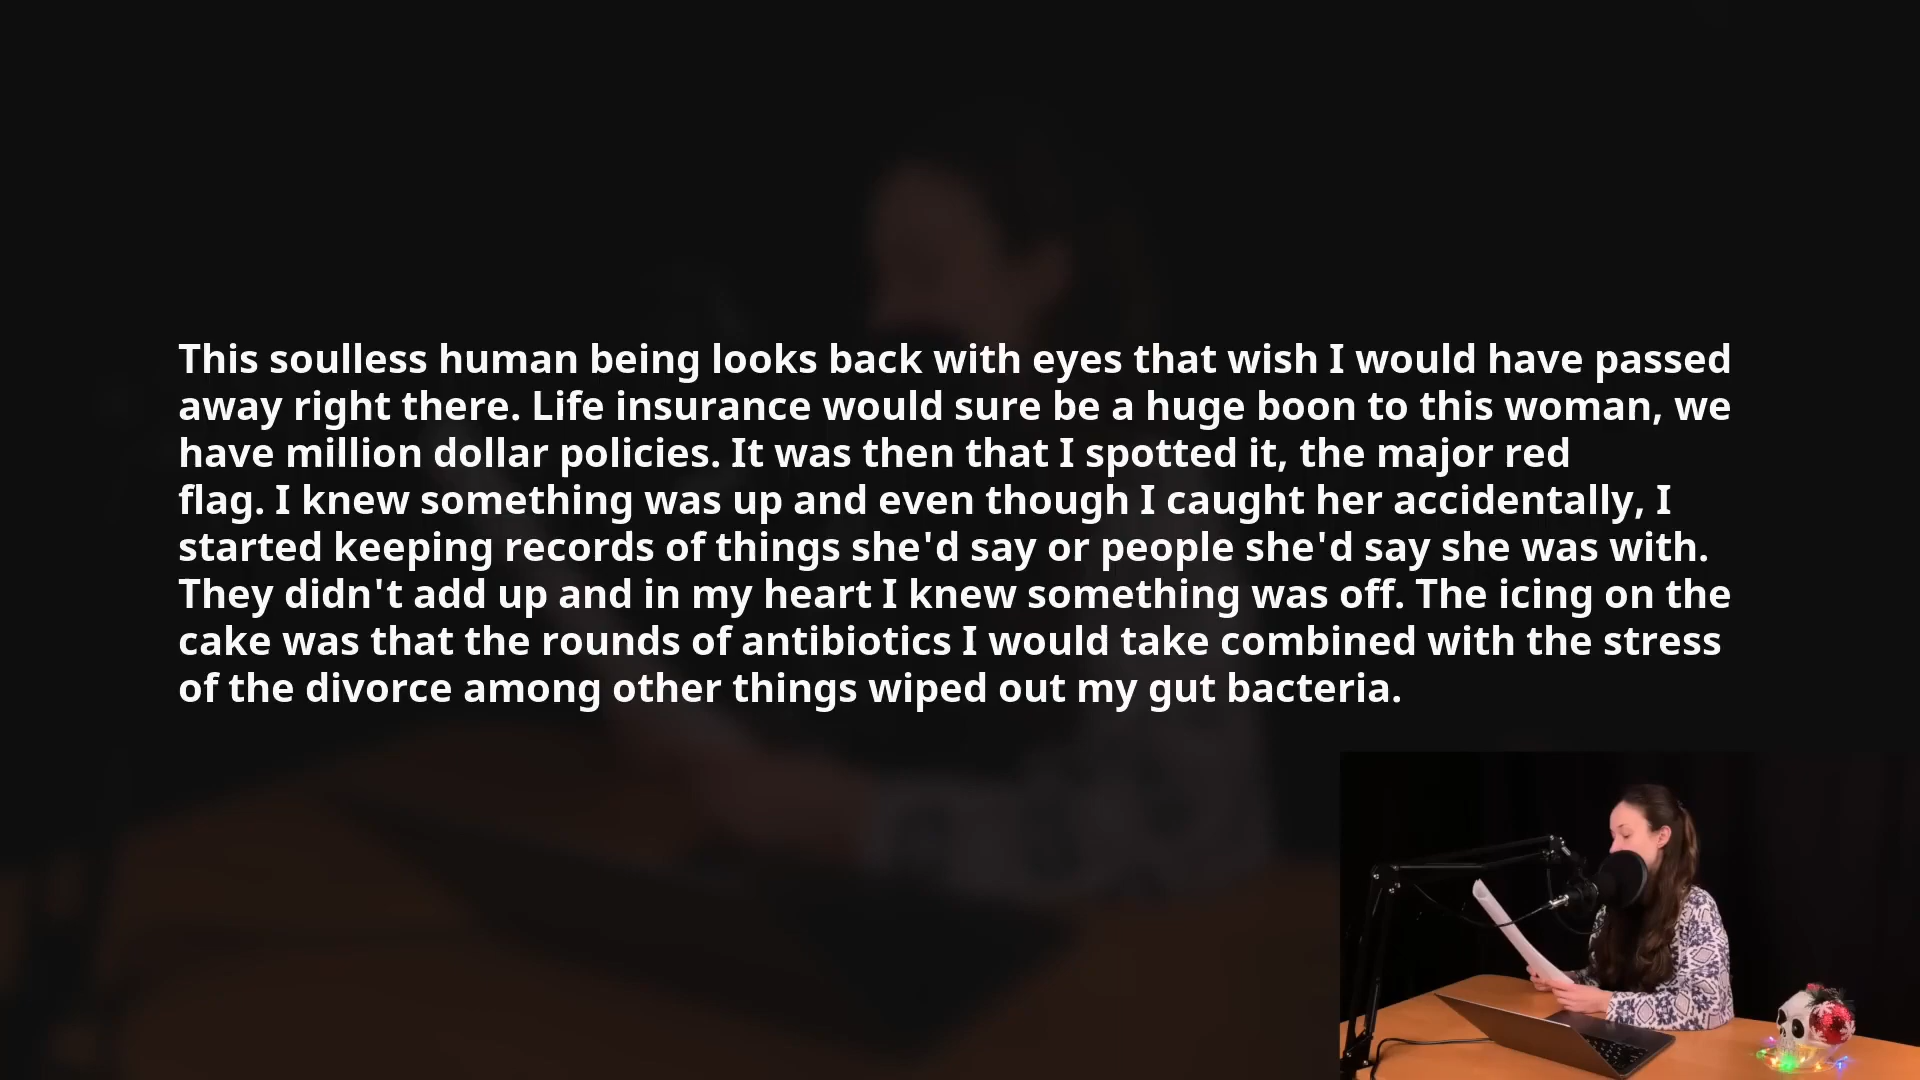 This soulless human being looks back with eyes that wish I would have passed
away right there. Life insurance would sure be a huge boon to this woman, we
have million dollar policies. It was then that I spotted it, the major red
flag. I knew something was up and even though I caught her accidentally, I
started keeping records of things she'd say or people she'd say she was with.
They didn't add up and in my heart I knew something was off. The icing on the
cake was that the rounds of antibiotics I would take combined with the stress
of the divorce among other things wiped out my gut bacteria.